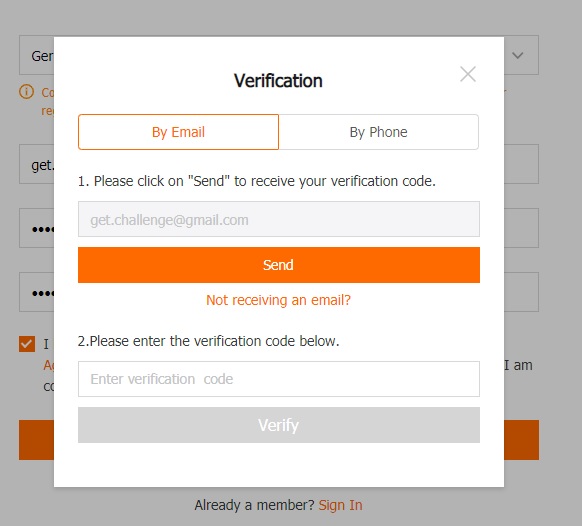 Ger
Co
r
rec
Verification
By Email
By Phone
1. Please click on "Send" to receive your verification code.
get.
get.challenge@gmail.com
Send
Not receiving an email?
2.Please enter the verification code below.
I
I am
Ag
co
Enter verification code
Verify
Already a member? Sign In